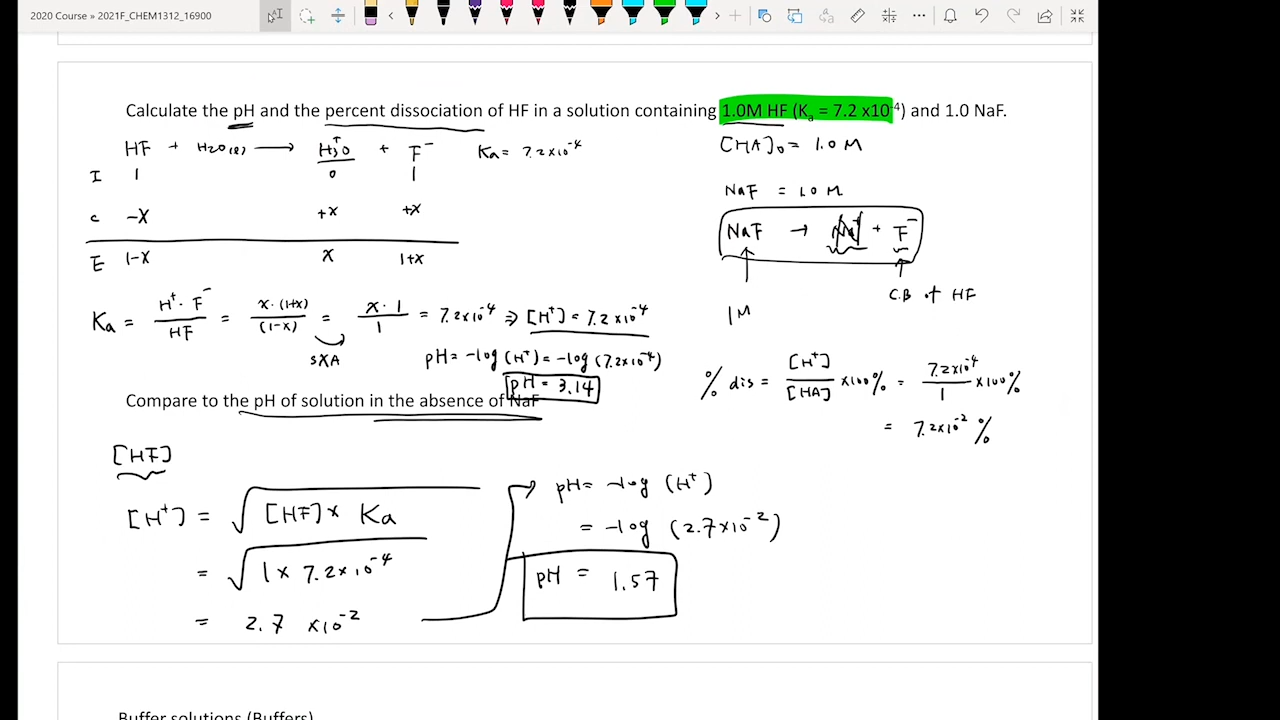 2020 Course » 2021F_CHEM1312_16900
Calculate the pH and the percent dissociation of HF in a solution containing 1.0M HF (Ka = 7.2 x10-4) and 1.0 NaF.
HF + H2O(l) → H3O+ + F- Ka = 7.2x10-4
I 1 0 1
C -X +X +X
E 1-X X 1+X
Ka = H+ · F- / HF = X · (1+X) / (1-X) = X · 1 / 1 = 7.2x10-4 ⇒ [H+] = 7.2x10-4
5%A
pH = -log (H+) = -log (7.2x10-4)
pH = 3.14
[HA]0 = 1.0 M
NaF = 1.0 M
NaF → Na+ + F-
C.B of HF
1M
% dis = [H+] / [HA] x100% = 7.2x10-4 / 1 x100%
= 7.2x10-2 %
Compare to the pH of solution in the absence of NaF
[HF]
[H+] = √[HF] x Ka
= √1 x 7.2x10-4
= 2.7 x10-2
pH = -log (H+)
= -log (2.7x10-2)
pH = 1.57
Buffer solutions (Buffers)